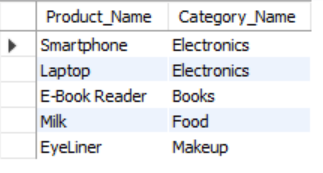 Product_Name Category_Name
Smartphone Electronics
Laptop Electronics
E-Book Reader Books
Milk Food
EyeLiner Makeup